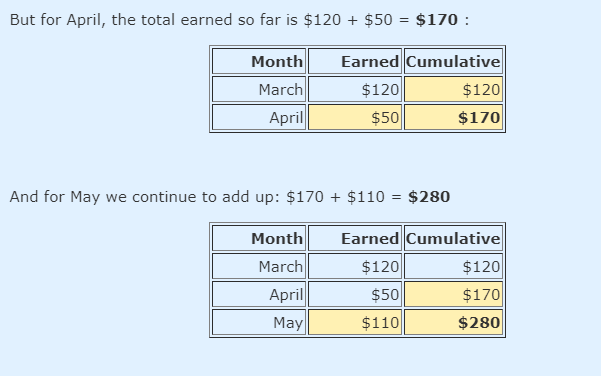 But for April, the total earned so far is $120 + $50 = $170 :
Month Earned Cumulative
March $120 $120
April $50 $170
And for May we continue to add up: $170 + $110 = $280
Month Earned Cumulative
March $120 $120
April $50 $170
May $110 $280